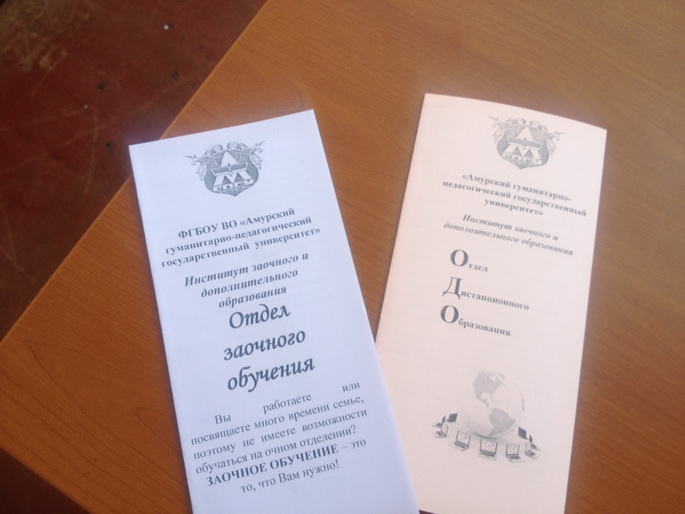 ФГБОУ ВО «Амурский
гуманитарно-педагогический
государственный университет»
Институт заочного и
дополнительного
образования
Отдел
заочного
обучения
Вы работаете или
посвящаете много времени семье,
поэтому не имеете возможности
обучаться на очном отделении?
ЗАОЧНОЕ ОБУЧЕНИЕ – это
то, что Вам нужно!
«Амурский гуманитарно-
педагогический государственный
университет»
Институт заочного и
дополнительного образования
Отдел
Дистанционного
Образования